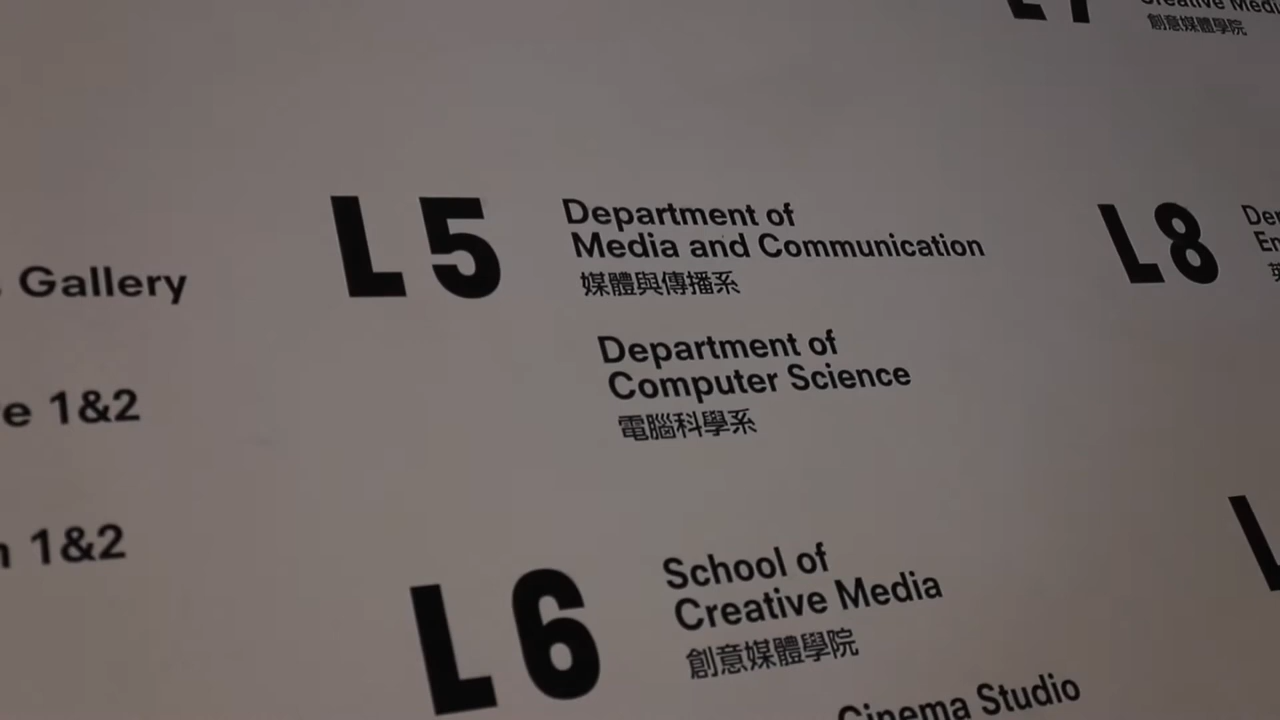 Gallery
1&2
1&2
L5
Department of
Media and Communication
媒體與傳播系
Department of
Computer Science
電腦科學系
L6
School of
Creative Media
創意媒體學院
Cinema Studio
L7
Creative Media
創意媒體學院
L8